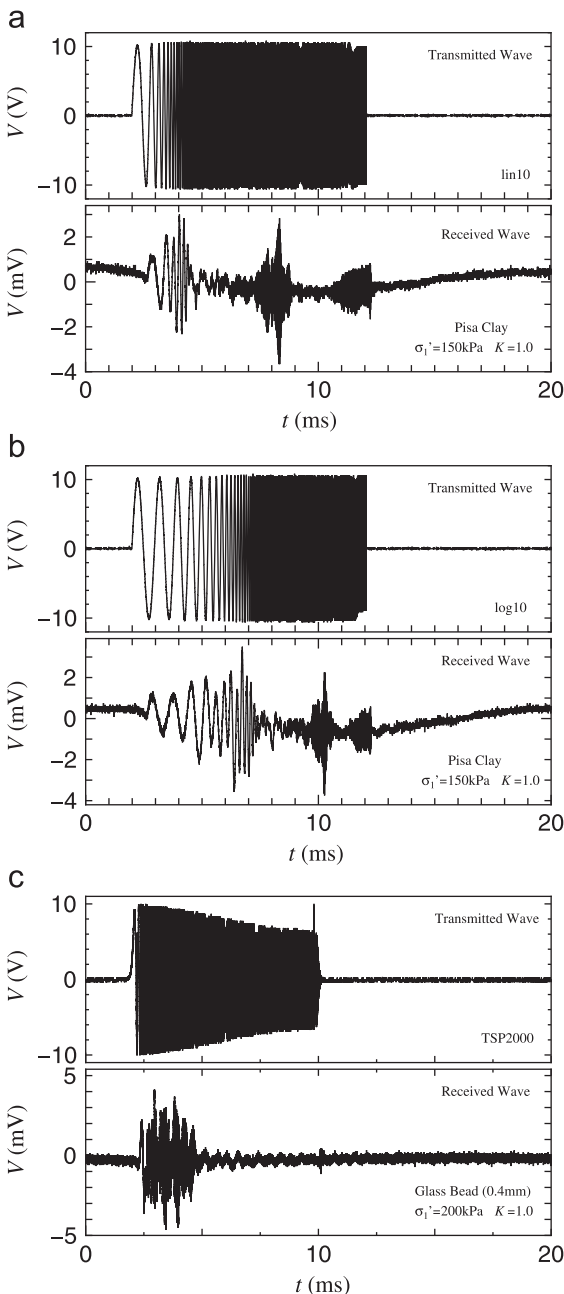 a
10
Transmitted Wave
V (V)
0
−10
lin10
2
Received Wave
V (mV)
0
−2
Pisa Clay
σ₁'=150kPa K=1.0
−4
0 10 20
t (ms)
b
10
Transmitted Wave
V (V)
0
−10
log10
Received Wave
2
V (mV)
0
−2
Pisa Clay
σ₁'=150kPa K=1.0
−4
0 10 20
t (ms)
c
10
Transmitted Wave
V (V)
0
TSP2000
−10
5
Received Wave
V (mV)
0
Glass Bead (0.4mm)
σ₁'=200kPa K=1.0
−5
0 10 20
t (ms)